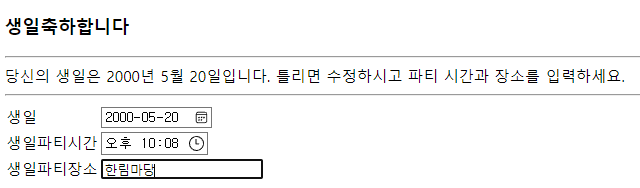 생일축하합니다
당신의 생일은 2000년 5월 20일입니다. 틀리면 수정하시고 파티 시간과 장소를 입력하세요.
생일 2000-05-20
생일파티시간 오후 10:08
생일파티장소 한림마댕